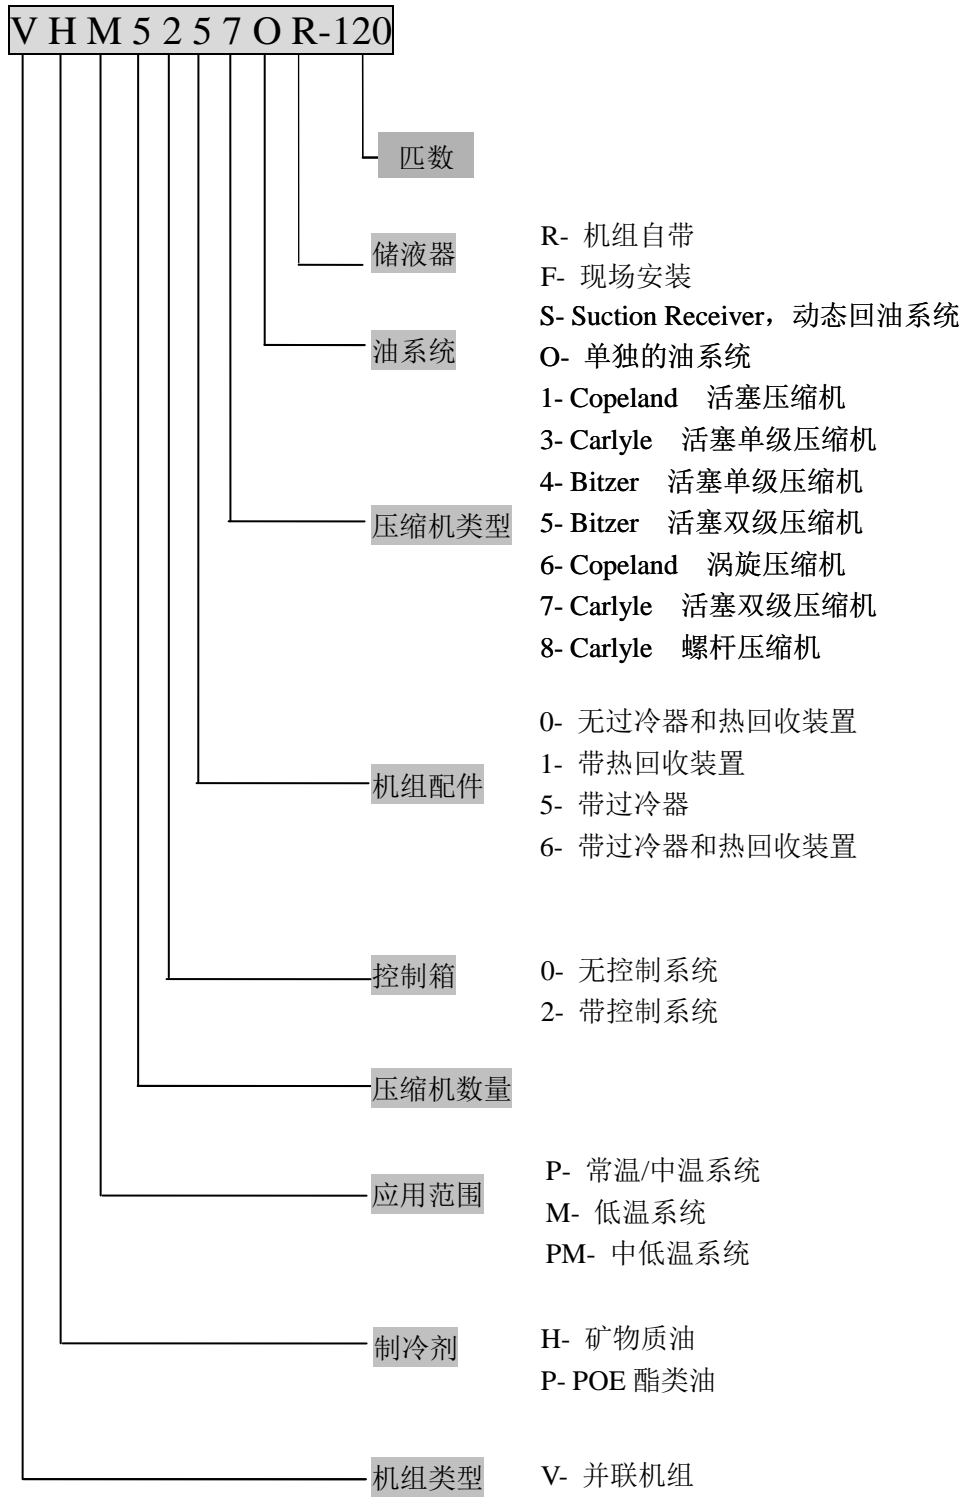 V H M 5 2 5 7 O R-120
匹数
储液器
R- 机组自带
F- 现场安装
油系统
S- Suction Receiver，动态回油系统
O- 单独的油系统
压缩机类型
1- Copeland 活塞压缩机
3- Carlyle 活塞单级压缩机
4- Bitzer 活塞单级压缩机
5- Bitzer 活塞双级压缩机
6- Copeland 涡旋压缩机
7- Carlyle 活塞双级压缩机
8- Carlyle 螺杆压缩机
机组配件
0- 无过冷器和热回收装置
1- 带热回收装置
5- 带过冷器
6- 带过冷器和热回收装置
控制箱
0- 无控制系统
2- 带控制系统
压缩机数量
应用范围
P- 常温/中温系统
M- 低温系统
PM- 中低温系统
制冷剂
H- 矿物质油
P- POE 酯类油
机组类型
V- 并联机组